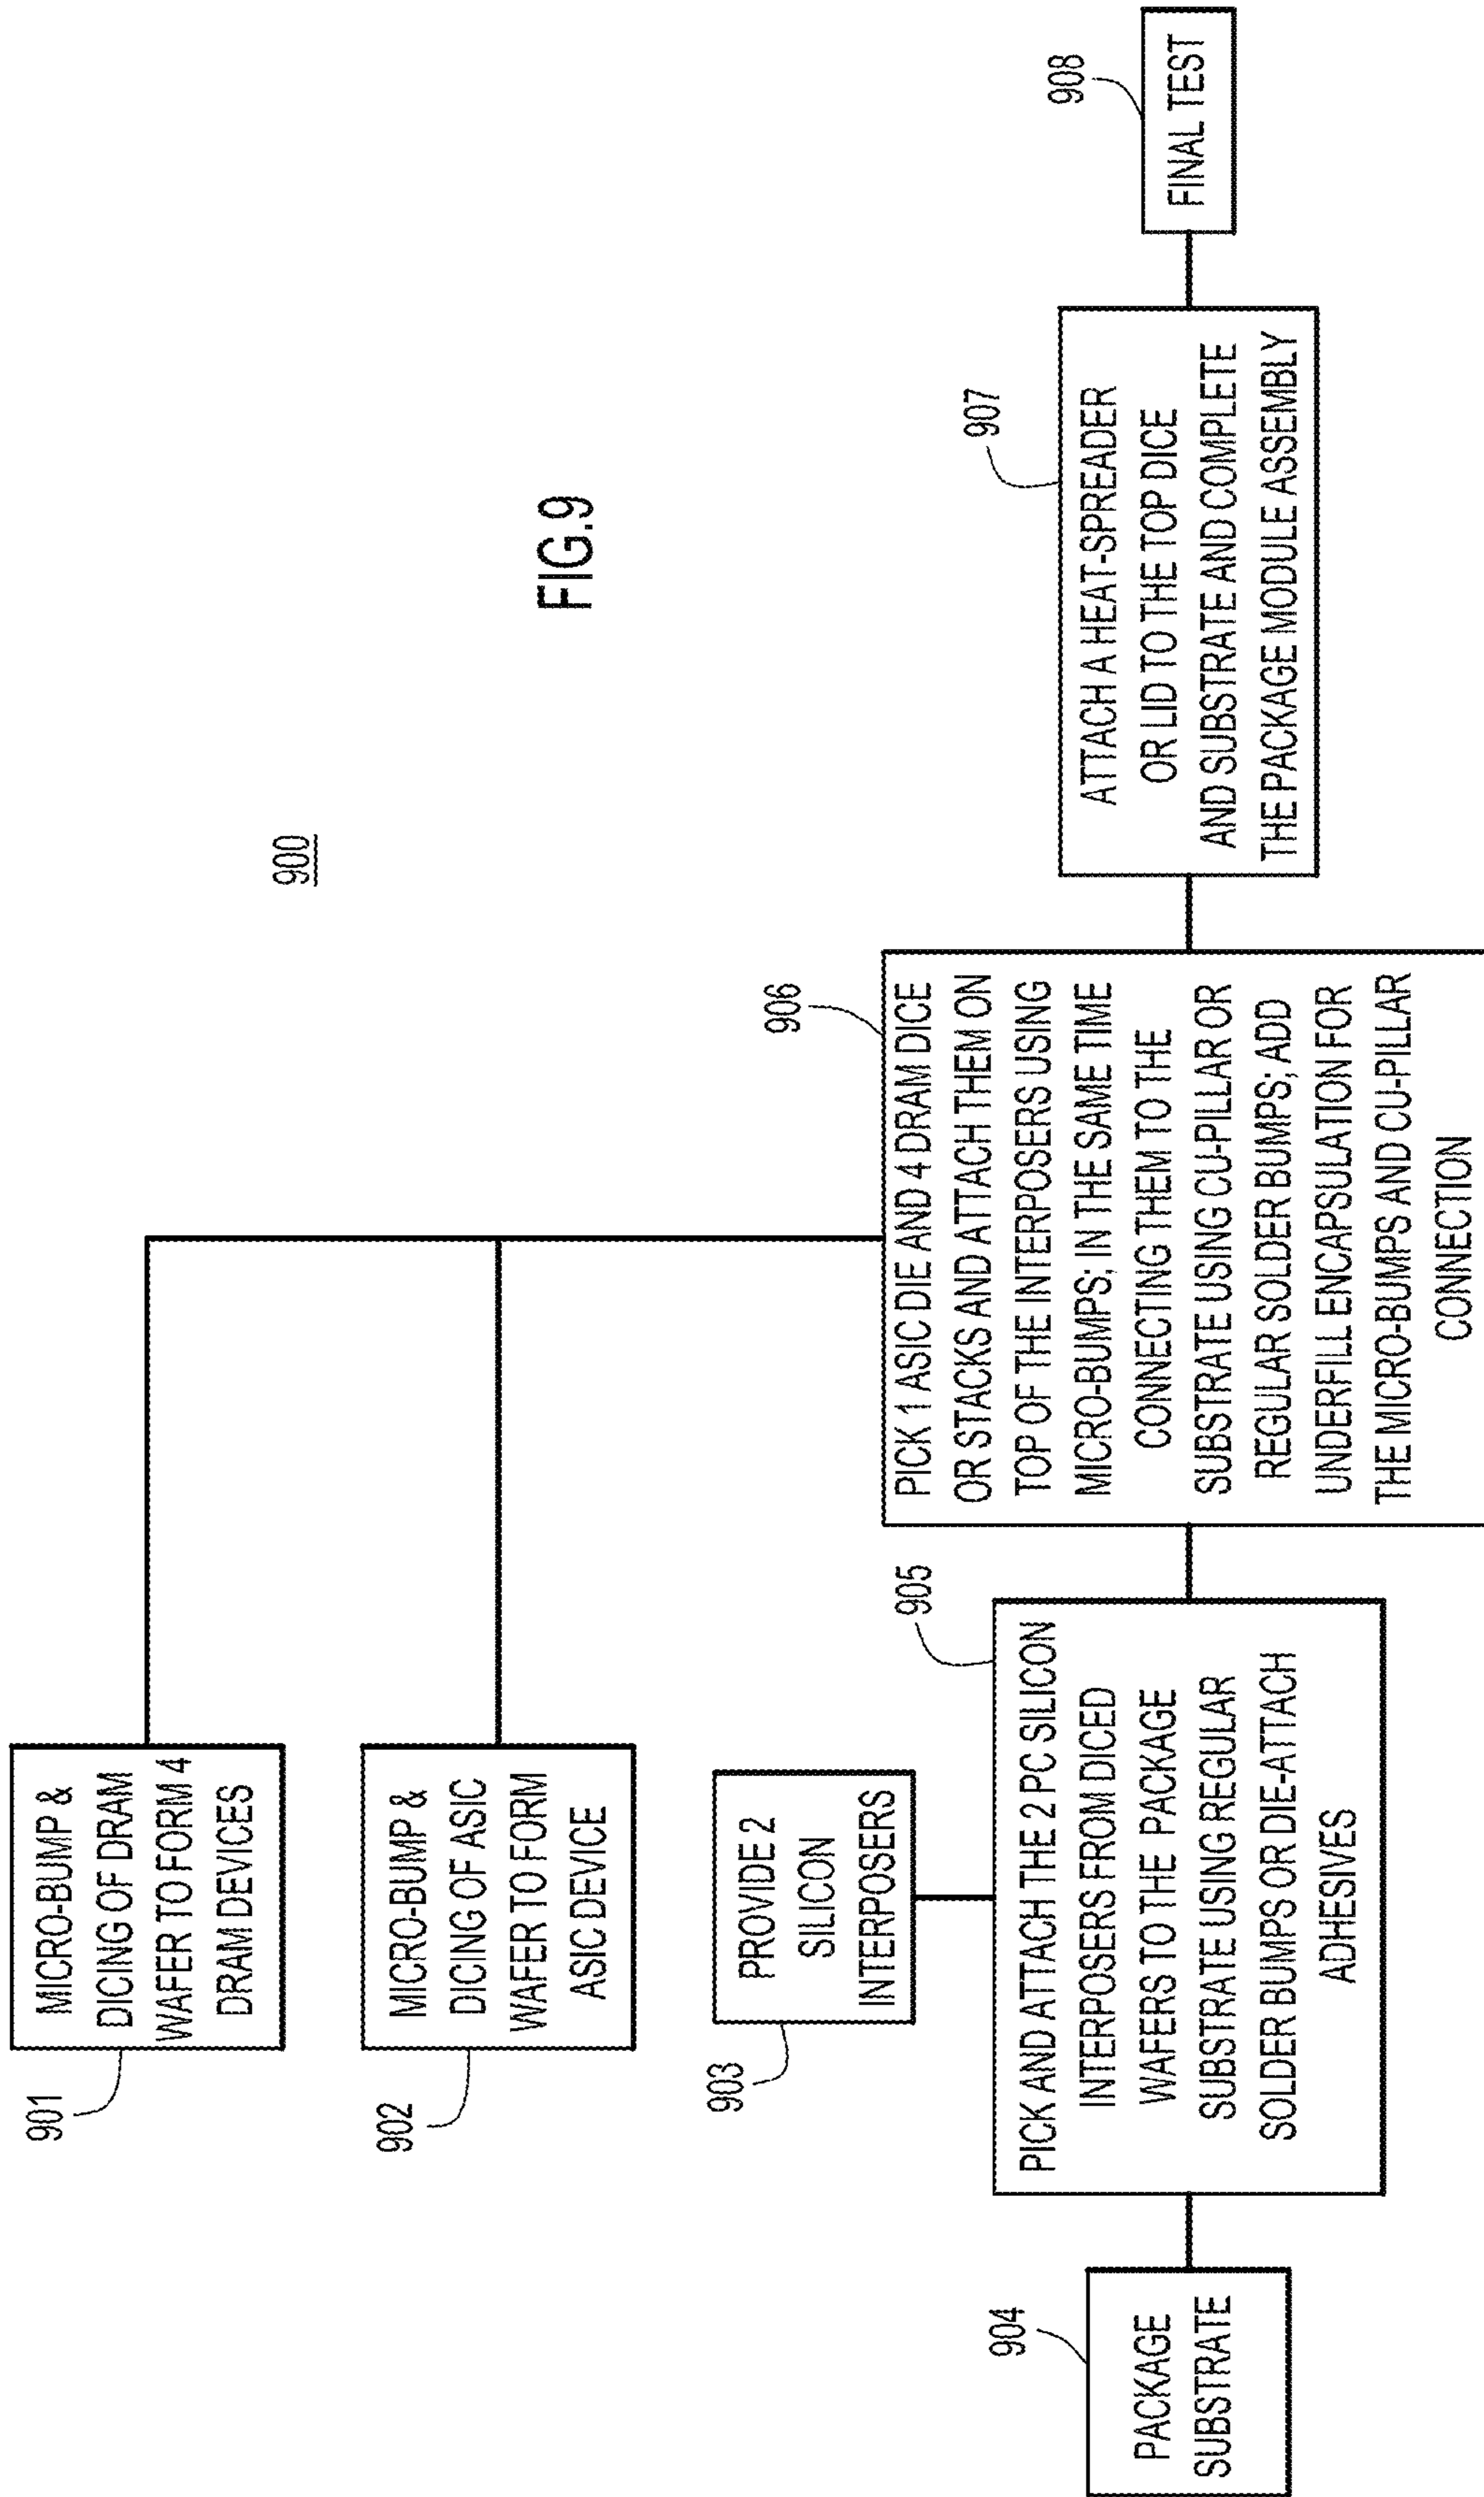 900
901
MICRO-BUMP &
DICING OF DRAM
WAFER TO FORM 4
DRAM DEVICES
902
MICRO-BUMP &
DICING OF ASIC
WAFER TO FORM
ASIC DEVICE
903
PROVIDE 2
SILICON
INTERPOSERS
904
PACKAGE
SUBSTRATE
905
PICK AND ATTACH THE 2 PC SILICON
INTERPOSERS FROM DICED
WAFERS TO THE PACKAGE
SUBSTRATE USING REGULAR
SOLDER BUMPS OR DIE-ATTACH
ADHESIVES
906
PICK 1 ASIC DIE AND 4 DRAM DICE
OR STACKS AND ATTACH THEM ON
TOP OF THE INTERPOSERS USING
MICRO-BUMPS; IN THE SAME TIME
CONNECTING THEM TO THE
SUBSTRATE USING CU-PILLAR OR
REGULAR SOLDER BUMPS; ADD
UNDERFILL ENCAPSULATION FOR
THE MICRO-BUMPS AND CU-PILLAR
CONNECTION
907
ATTACH A HEAT-SPREADER
OR LID TO THE TOP DICE
AND SUBSTRATE AND COMPLETE
THE PACKAGE MODULE ASSEMBLY
908
FINAL TEST
FIG.9